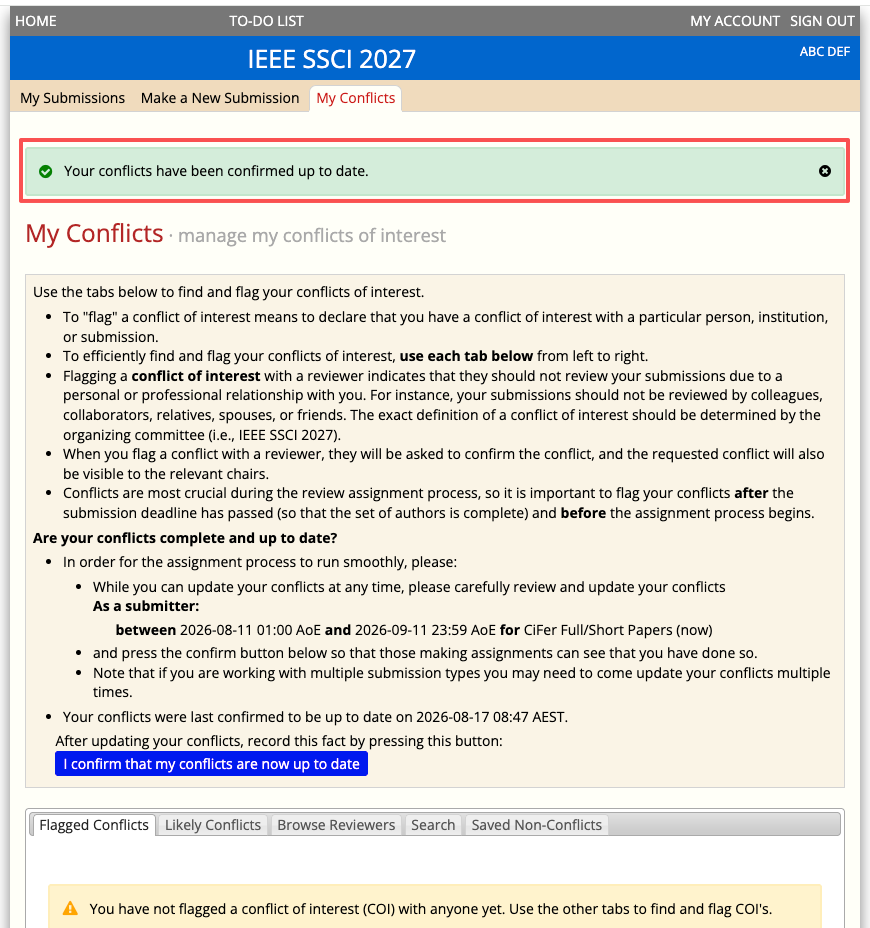 HOME TO-DO LIST MY ACCOUNT SIGN OUT
IEEE SSCI 2027 ABC DEF
My Submissions Make a New Submission My Conflicts
Your conflicts have been confirmed up to date.
My Conflicts · manage my conflicts of interest
Use the tabs below to find and flag your conflicts of interest.
• To "flag" a conflict of interest means to declare that you have a conflict of interest with a particular person, institution,
or submission.
• To efficiently find and flag your conflicts of interest, use each tab below from left to right.
• Flagging a conflict of interest with a reviewer indicates that they should not review your submissions due to a
personal or professional relationship with you. For instance, your submissions should not be reviewed by colleagues,
collaborators, relatives, spouses, or friends. The exact definition of a conflict of interest should be determined by the
organizing committee (i.e., IEEE SSCI 2027).
• When you flag a conflict with a reviewer, they will be asked to confirm the conflict, and the requested conflict will also
be visible to the relevant chairs.
• Conflicts are most crucial during the review assignment process, so it is important to flag your conflicts after the
submission deadline has passed (so that the set of authors is complete) and before the assignment process begins.
Are your conflicts complete and up to date?
• In order for the assignment process to run smoothly, please:
• While you can update your conflicts at any time, please carefully review and update your conflicts
As a submitter:
between 2026-08-11 01:00 AoE and 2026-09-11 23:59 AoE for CiFer Full/Short Papers (now)
• and press the confirm button below so that those making assignments can see that you have done so.
• Note that if you are working with multiple submission types you may need to come update your conflicts multiple
times.
• Your conflicts were last confirmed to be up to date on 2026-08-17 08:47 AEST.
After updating your conflicts, record this fact by pressing this button:
I confirm that my conflicts are now up to date
Flagged Conflicts Likely Conflicts Browse Reviewers Search Saved Non-Conflicts
You have not flagged a conflict of interest (COI) with anyone yet. Use the other tabs to find and flag COI's.